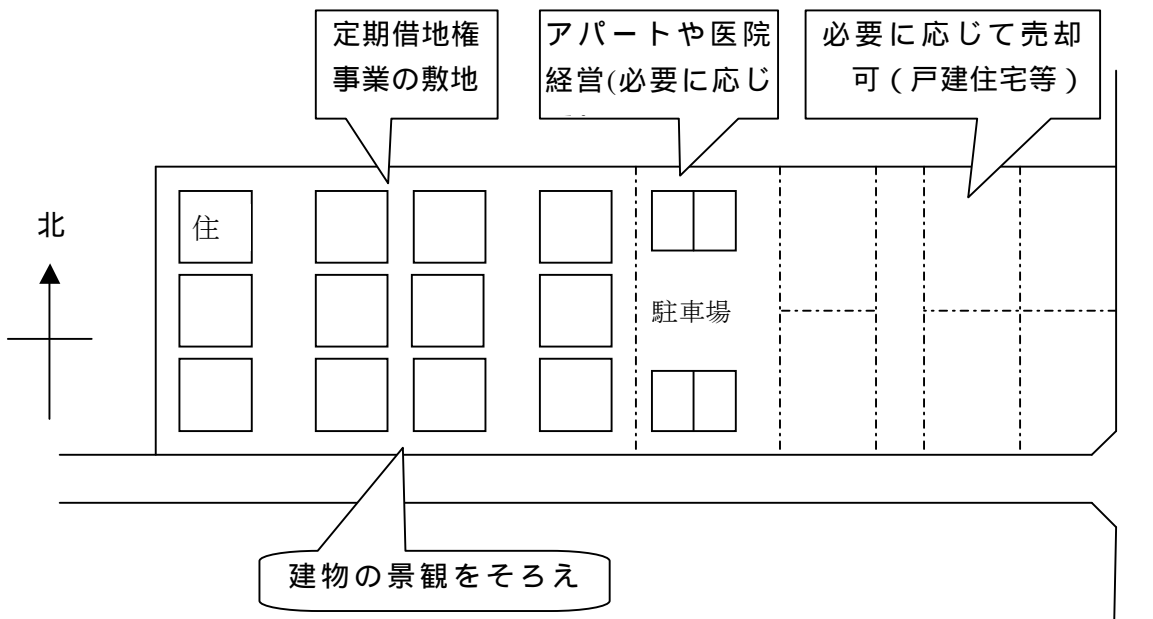 定期借地権
事業の敷地
アパートや医院
経営(必要に応じ
必要に応じて売却
可(戸建住宅等)
北
住
駐車場
建物の景観をそろえ